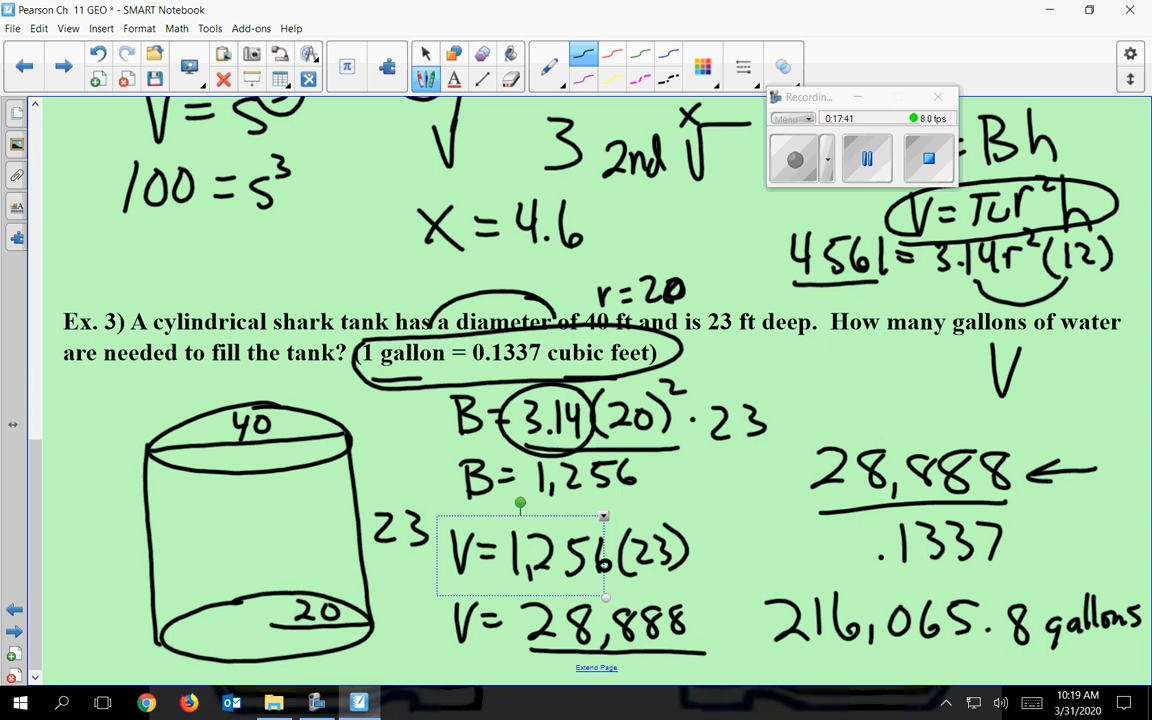 Pearson Ch 11 GEO * - SMART Notebook
File Edit View Insert Format Math Tools Add-ons Help
Recordin...
Menu 0:17:41 8.0 fps
V = s³
100 = s³
3 2nd x√
x = 4.6
= Bh
V = πr²h
4561 = 3.14r²(12)
r = 20
Ex. 3) A cylindrical shark tank has a diameter of 40 ft and is 23 ft deep. How many gallons of water
are needed to fill the tank? (1 gallon = 0.1337 cubic feet)
V
40
23
20
B = 3.14(20)² · 23
B = 1,256
V = 1,256(23)
V = 28,888
28,888 ←
.1337
216,065.8 gallons
Extend Page
10:19 AM
3/31/2020